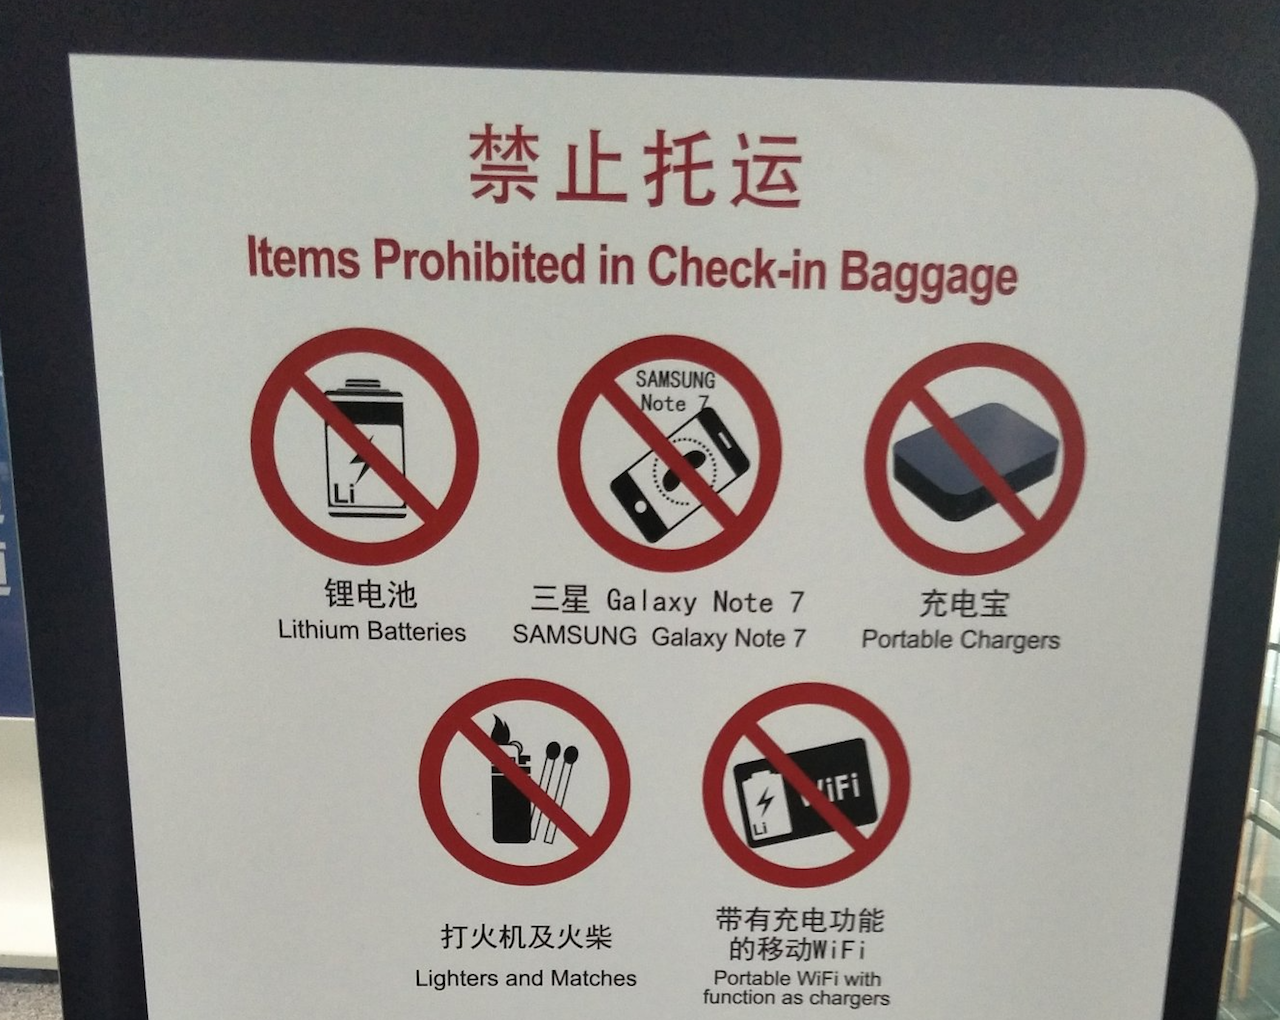 禁止托运
Items Prohibited in Check-in Baggage
Li
SAMSUNG
Note 7
锂电池
Lithium Batteries
三星 Galaxy Note 7
SAMSUNG Galaxy Note 7
充电宝
Portable Chargers
Li
WiFi
打火机及火柴
Lighters and Matches
带有充电功能
的移动WiFi
Portable WiFi with
function as chargers